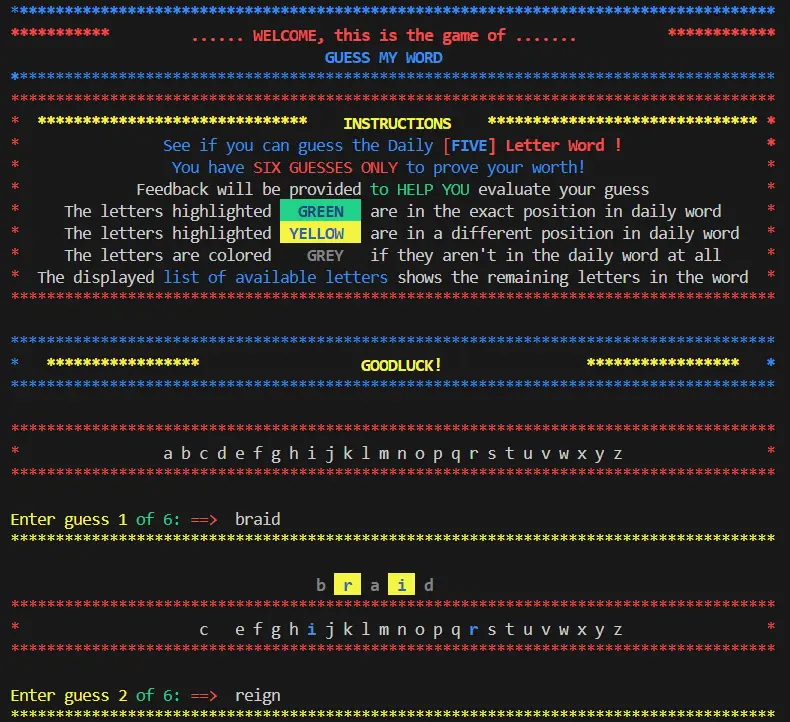 *************************************************************************************
*********** ...... WELCOME, this is the game of ....... ************
GUESS MY WORD
*************************************************************************************
*************************************************************************************
* ****************************** INSTRUCTIONS ****************************** *
* See if you can guess the Daily [FIVE] Letter Word ! *
* You have SIX GUESSES ONLY to prove your worth! *
* Feedback will be provided to HELP YOU evaluate your guess *
* The letters highlighted GREEN are in the exact position in daily word *
* The letters highlighted YELLOW are in a different position in daily word *
* The letters are colored GREY if they aren't in the daily word at all *
* The displayed list of available letters shows the remaining letters in the word *
*************************************************************************************
*************************************************************************************
* ***************** GOODLUCK! ***************** *
*************************************************************************************
*************************************************************************************
* a b c d e f g h i j k l m n o p q r s t u v w x y z *
*************************************************************************************
Enter guess 1 of 6: ==> braid
*************************************************************************************
b r a i d
*************************************************************************************
* c e f g h i j k l m n o p q r s t u v w x y z *
*************************************************************************************
Enter guess 2 of 6: ==> reign
*************************************************************************************